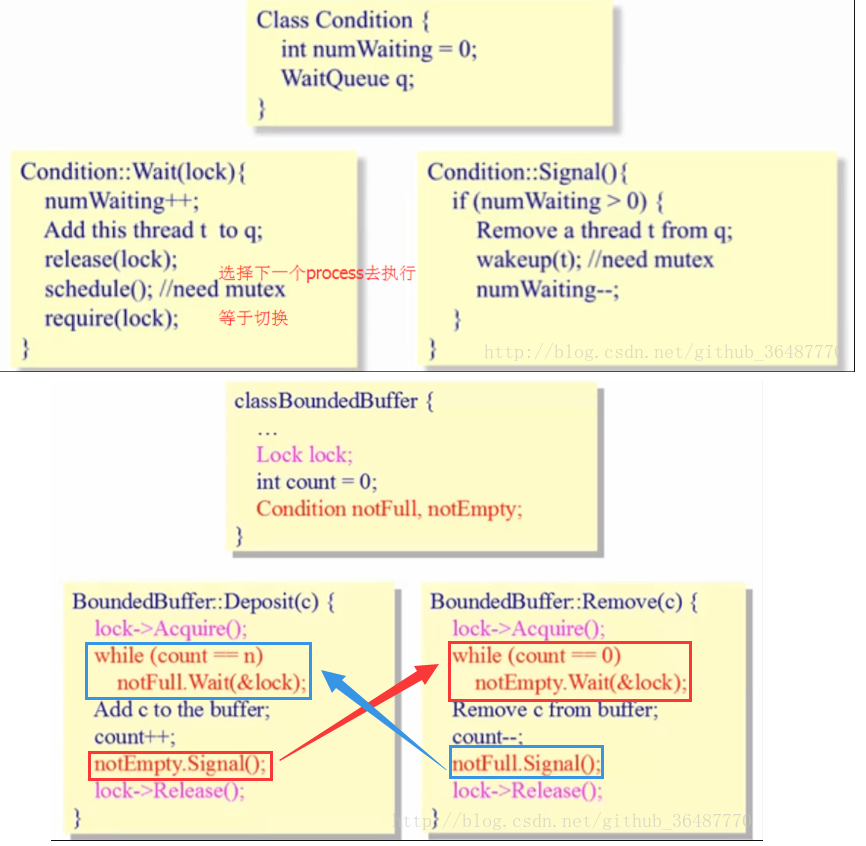 Class Condition {
int numWaiting = 0;
WaitQueue q;
}
Condition::Wait(lock){
numWaiting++;
Add this thread t to q;
release(lock);
选择下一个process去执行
schedule(); //need mutex
require(lock);
等于切换
}
Condition::Signal(){
if (numWaiting > 0) {
Remove a thread t from q;
wakeup(t); //need mutex
numWaiting--;
}
}
http://blog.csdn.net/github_36487770
classBoundedBuffer {
...
Lock lock;
int count = 0;
Condition notFull, notEmpty;
}
BoundedBuffer::Deposit(c) {
lock->Acquire();
while (count == n)
notFull.Wait(&lock);
Add c to the buffer;
count++;
notEmpty.Signal();
lock->Release();
}
BoundedBuffer::Remove(c) {
lock->Acquire();
while (count == 0)
notEmpty.Wait(&lock);
Remove c from buffer;
count--;
notFull.Signal();
lock->Release();
}
http://blog.csdn.net/github_36487770